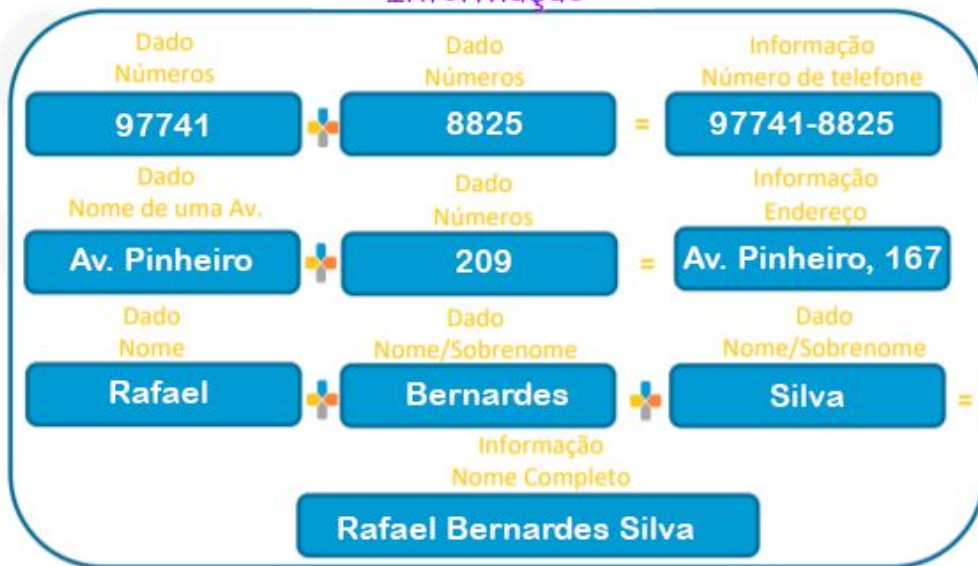 Informação
Dado Dado Informação
Números Números Número de telefone
97741 + 8825 = 97741-8825
Dado Dado Informação
Nome de uma Av. Números Endereço
Av. Pinheiro + 209 = Av. Pinheiro, 167
Dado Dado Dado
Nome Nome/Sobrenome Nome/Sobrenome
Rafael + Bernardes + Silva =
Informação
Nome Completo
Rafael Bernardes Silva